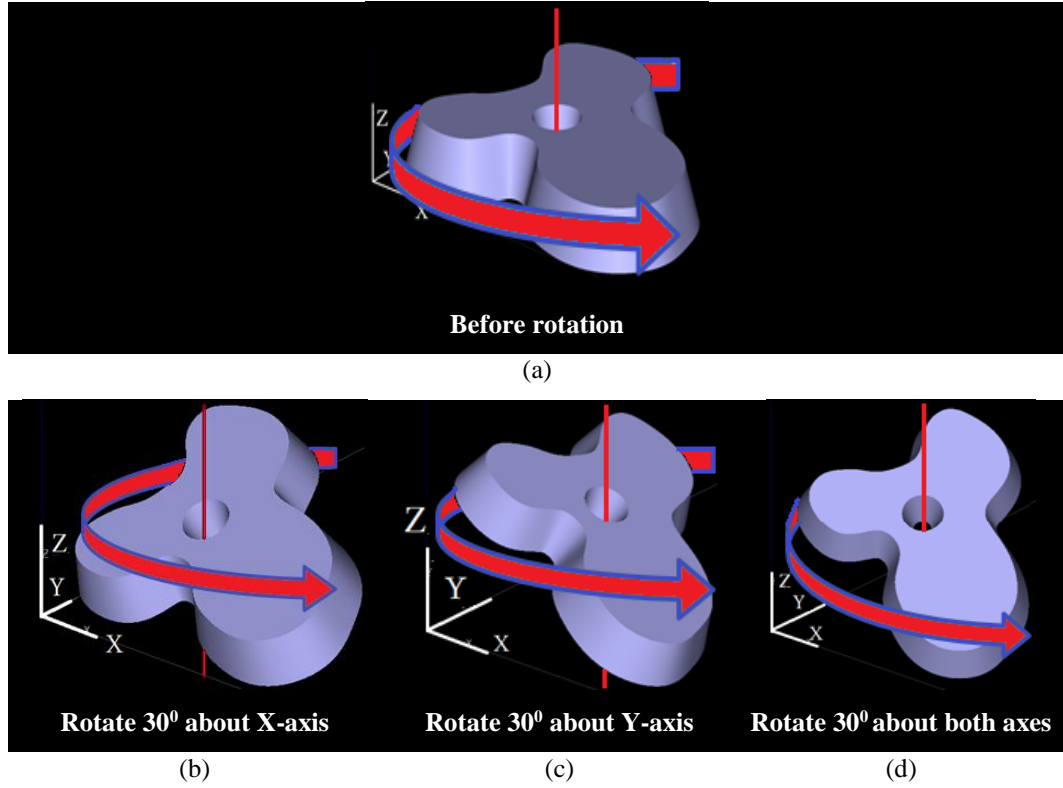 Z
Y
X
Before rotation
(a)
Z
Y
X
Rotate 30⁰ about X-axis
(b)
Z
Y
X
Rotate 30⁰ about Y-axis
(c)
Z
Y
X
Rotate 30⁰ about both axes
(d)